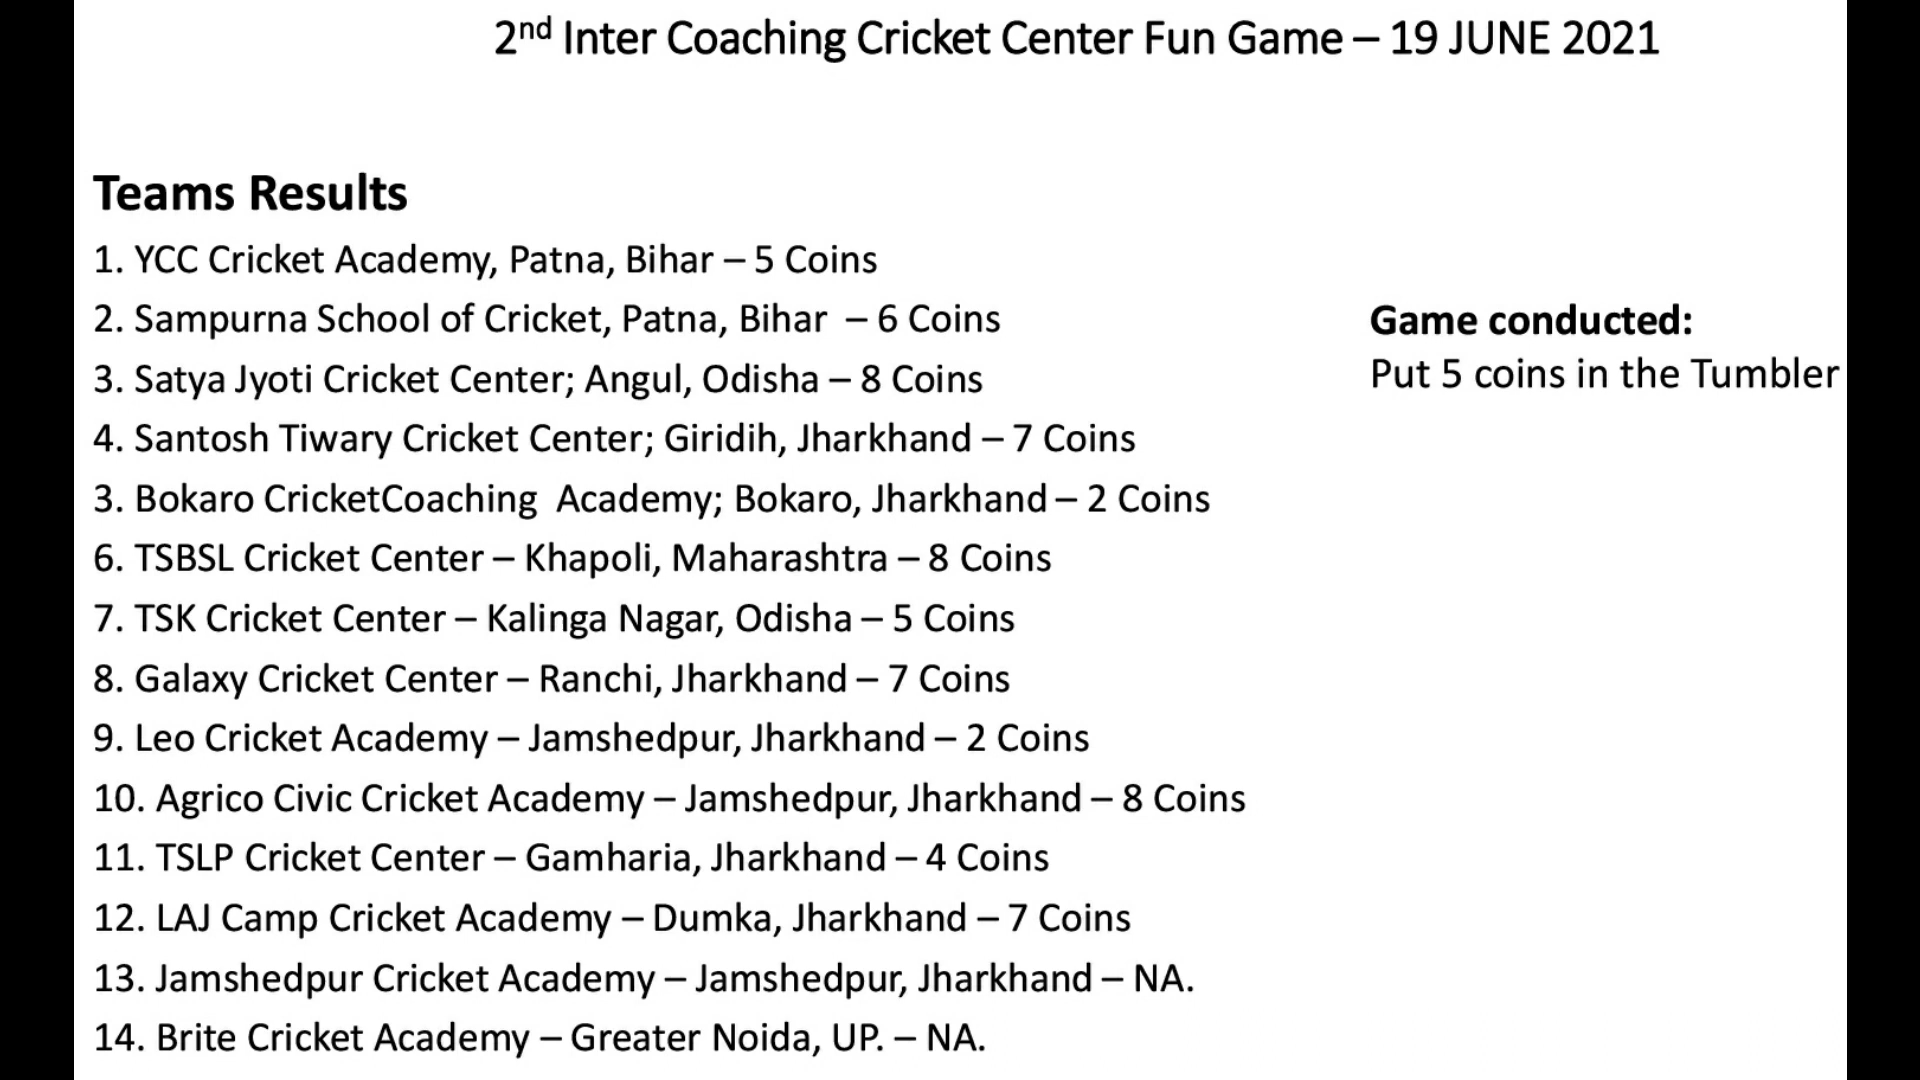 2nd Inter Coaching Cricket Center Fun Game – 19 JUNE 2021
Teams Results
1. YCC Cricket Academy, Patna, Bihar – 5 Coins
2. Sampurna School of Cricket, Patna, Bihar – 6 Coins
3. Satya Jyoti Cricket Center; Angul, Odisha – 8 Coins
4. Santosh Tiwary Cricket Center; Giridih, Jharkhand – 7 Coins
3. Bokaro CricketCoaching Academy; Bokaro, Jharkhand – 2 Coins
6. TSBSL Cricket Center – Khapoli, Maharashtra – 8 Coins
7. TSK Cricket Center – Kalinga Nagar, Odisha – 5 Coins
8. Galaxy Cricket Center – Ranchi, Jharkhand – 7 Coins
9. Leo Cricket Academy – Jamshedpur, Jharkhand – 2 Coins
10. Agrico Civic Cricket Academy – Jamshedpur, Jharkhand – 8 Coins
11. TSLP Cricket Center – Gamharia, Jharkhand – 4 Coins
12. LAJ Camp Cricket Academy – Dumka, Jharkhand – 7 Coins
13. Jamshedpur Cricket Academy – Jamshedpur, Jharkhand – NA.
14. Brite Cricket Academy – Greater Noida, UP. – NA.
Game conducted:
Put 5 coins in the Tumbler